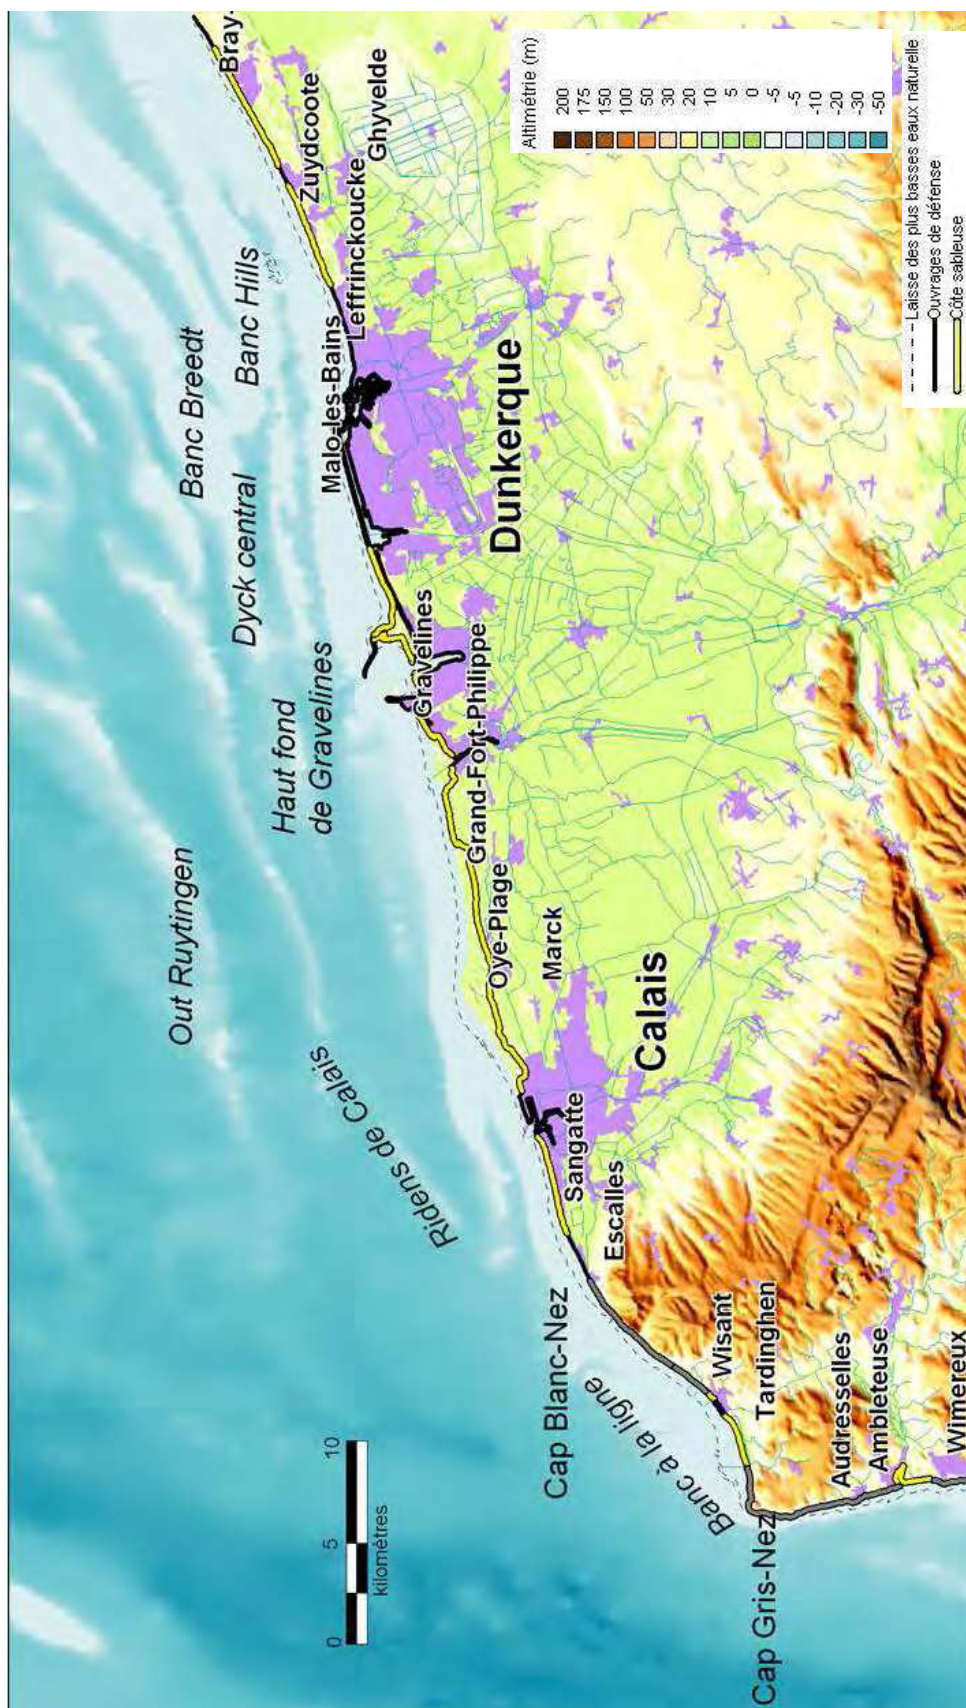 Cap Gris-Nez
Banc à la ligne
Cap Blanc-Nez
Ridens de Calais
Out Ruytingen
Haut fond
de Gravelines
Dyck central
Banc Breedt
Banc Hills
Wimereux
Ambleteuse
Audresselles
Tardinghen
Wisant
Escalles
Sangatte
Calais
Marck
Oye-Plage
Grand-Fort-Philippe
Gravelines
Dunkerque
Malo-les-Bains
Leffrinckoucke
Zuydcoote
Ghyvelde
Bray-
0 5 10
kilomètres
Altimétrie (m)
200
175
150
100
50
30
20
10
5
0
-5
-5
-10
-20
-30
-50
Laisse des plus basses eaux naturelle
Ouvrages de défense
Côte sableuse